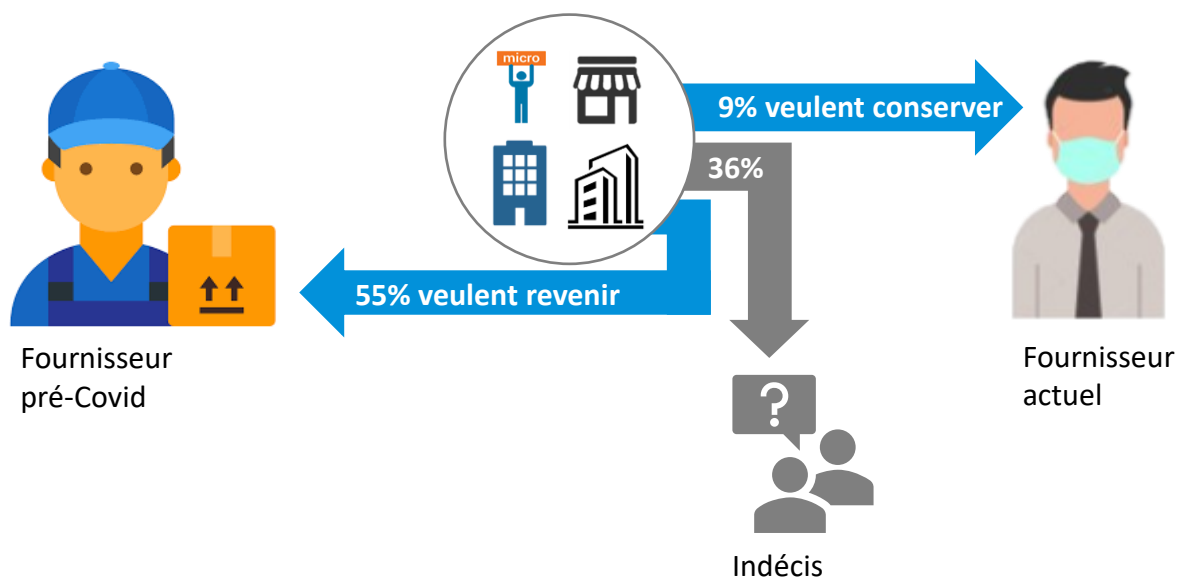 micro
9% veulent conserver
36%
55% veulent revenir
Fournisseur
pré-Covid
Fournisseur
actuel
?
Indécis